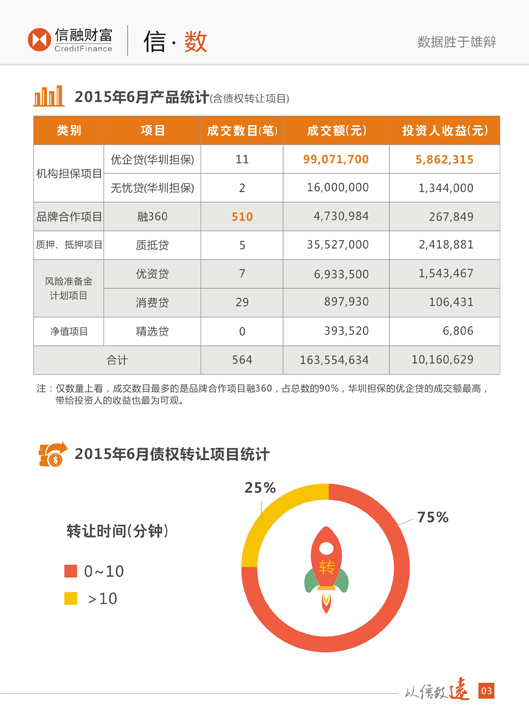 信融财富
CreditFinance
信·数
数据胜于雄辩
2015年6月产品统计(含债权转让项目)
类别 项目 成交数目(笔) 成交额(元) 投资人收益(元)
机构担保项目 优企贷(华圳担保) 11 99,071,700 5,862,315
无忧贷(华圳担保) 2 16,000,000 1,344,000
品牌合作项目 融360 510 4,730,984 267,849
质押、抵押项目 质抵贷 5 35,527,000 2,418,881
风险准备金
计划项目
优资贷 7 6,933,500 1,543,467
消费贷 29 897,930 106,431
净值项目 精选贷 0 393,520 6,806
合计 564 163,554,634 10,160,629
注：仅数量上看，成交数目最多的是品牌合作项目融360，占总数的90%，华圳担保的优企贷的成交额最高，
带给投资人的收益也最为可观。
2015年6月债权转让项目统计
25%
75%
转让时间(分钟)
0~10
>10
转
以信致远
03